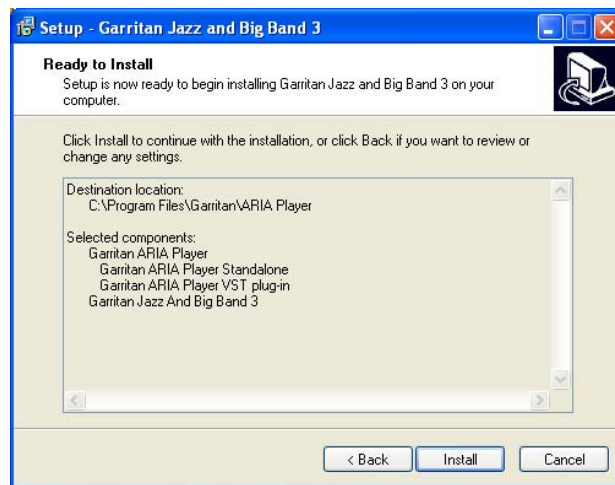 Setup - Garritan Jazz and Big Band 3
Ready to Install
Setup is now ready to begin installing Garritan Jazz and Big Band 3 on your
computer.
Click Install to continue with the installation, or click Back if you want to review or
change any settings.
Destination location:
C:\Program Files\Garritan\ARIA Player
Selected components:
Garritan ARIA Player
Garritan ARIA Player Standalone
Garritan ARIA Player VST plug-in
Garritan Jazz And Big Band 3
< Back Install Cancel